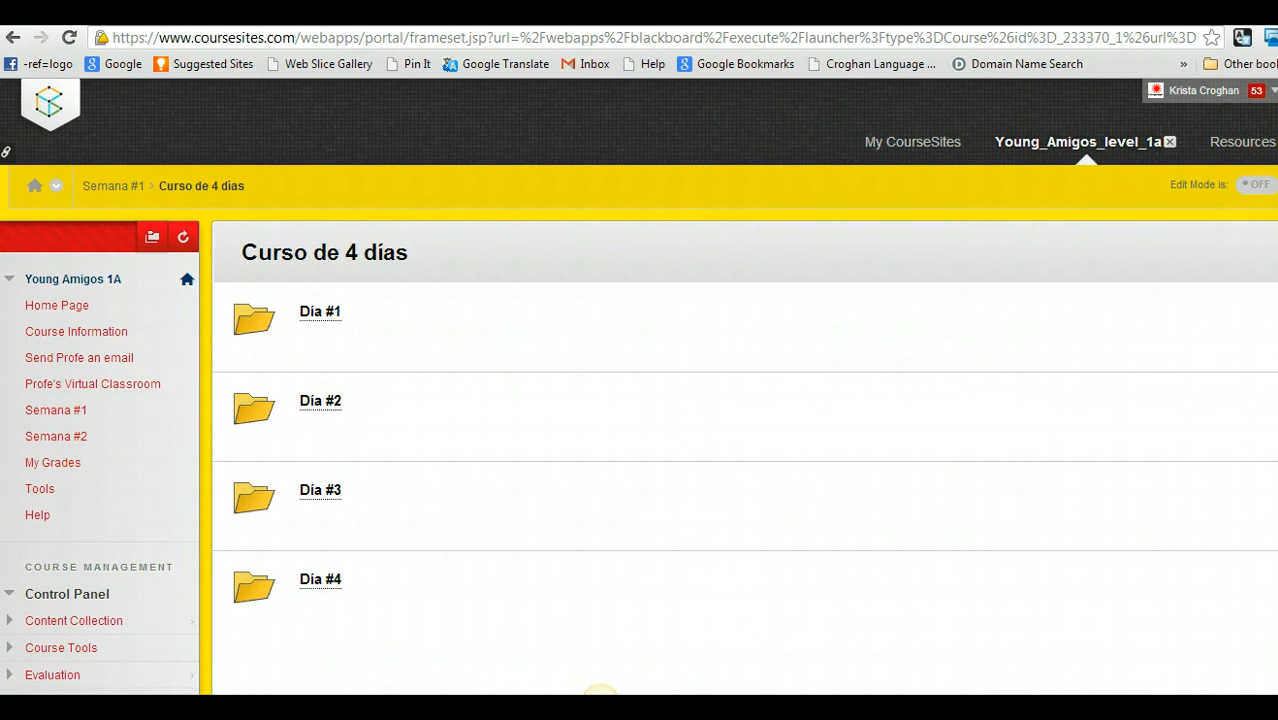 https://www.coursesites.com/webapps/portal/frameset.jsp?url=%2Fwebapps%2Fblackboard%2Fexecute%2Flauncher%3Ftype%3DCourse%26id%3D_233370_1%26url%3D
-ref=logo Google Suggested Sites Web Slice Gallery Pin It Google Translate Inbox Help Google Bookmarks Croghan Language ... Domain Name Search » Other book
Krista Croghan 53
My CourseSites Young_Amigos_level_1a Resources
Semana #1 > Curso de 4 días Edit Mode is: OFF
Curso de 4 días
Young Amigos 1A
Home Page
Course Information
Send Profe an email
Profe's Virtual Classroom
Semana #1
Semana #2
My Grades
Tools
Help
COURSE MANAGEMENT
Control Panel
Content Collection
Course Tools
Evaluation
Día #1
Día #2
Día #3
Día #4